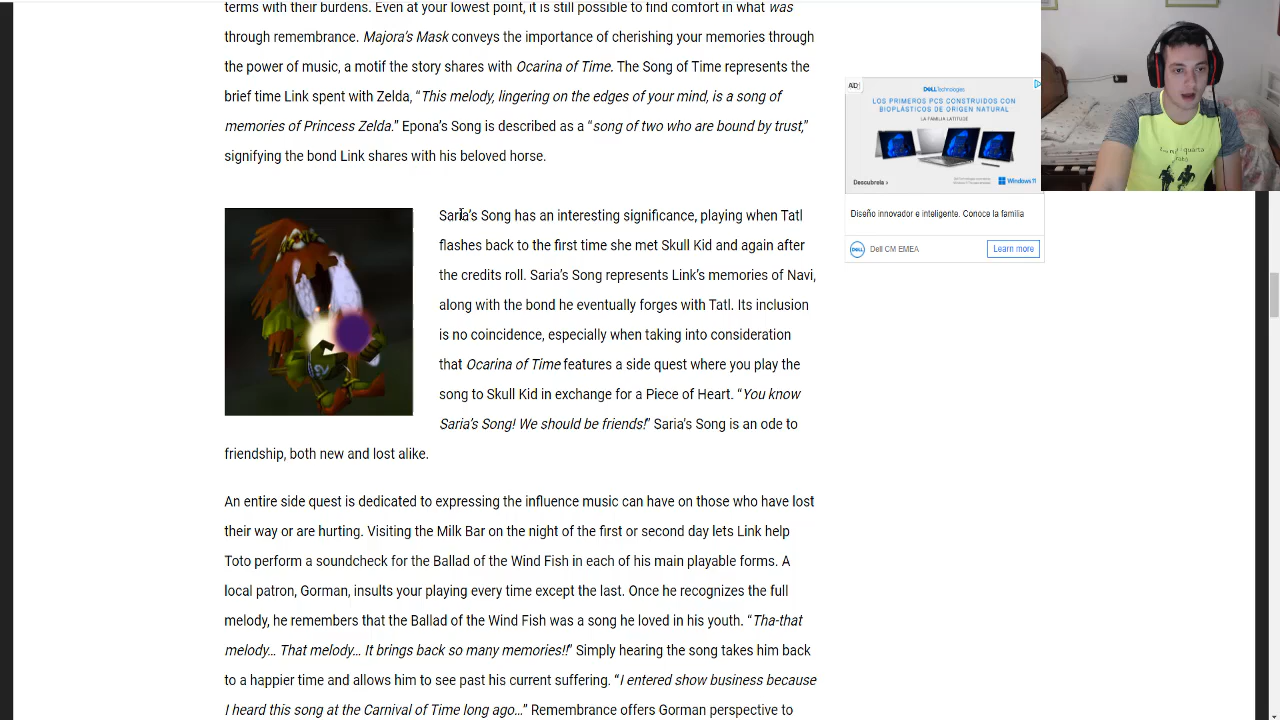 terms with their burdens. Even at your lowest point, it is still possible to find comfort in what was
through remembrance. Majora's Mask conveys the importance of cherishing your memories through
the power of music, a motif the story shares with Ocarina of Time. The Song of Time represents the
brief time Link spent with Zelda, “This melody, lingering on the edge of your mind, is a song of
memories of Princess Zelda”. Epona's Song is described as a “song of two who are bound by trust,”
signifying the bond Link shares with his beloved horse.
Saria's Song has an interesting significance, playing when Tatl
flashes back to the first time she met Skull Kid and again after
the credits roll. Saria's Song represents Link's memories of Navi,
along with the bond he eventually forges with Tatl. Its inclusion
is no coincidence, especially when taking into consideration
that Ocarina of Time features a side quest where you play the
song to Skull Kid in exchange for a Piece of Heart. “You know
Saria's Song! We should be friends!” Saria's Song is an ode to
friendship, both new and lost alike.
An entire side quest is dedicated to expressing the influence music can have on those who have lost
their way or are hurting. Visiting the Milk Bar on the night of the first or second day lets Link help
Toto perform a soundcheck for the Ballad of the Wind Fish in each of his main playable forms. A
local patron, Gorman, insults your playing every time except the last. Once he recognizes the full
melody, he remembers that the Ballad of the Wind Fish was a song he loved in his youth. “Tha-that
melody... That melody... It brings back so many memories!!” Simply hearing the song takes him back
to a happier time and allows him to see past his current suffering. “I entered show business because
I heard this song at the Carnival of Time long ago...” Remembrance offers Gorman perspective to
AD!
DELLTechnologies
LOS PRIMEROS PCS CONSTRUIDOS CON
BIOPLÁSTICOS DE ORIGEN NATURAL
LA FAMILIA LATITUDE
Descubrela >
Windows 11
Diseño innovador e inteligente. Conoce la familia
DELL
Dell CM EMEA
Learn more